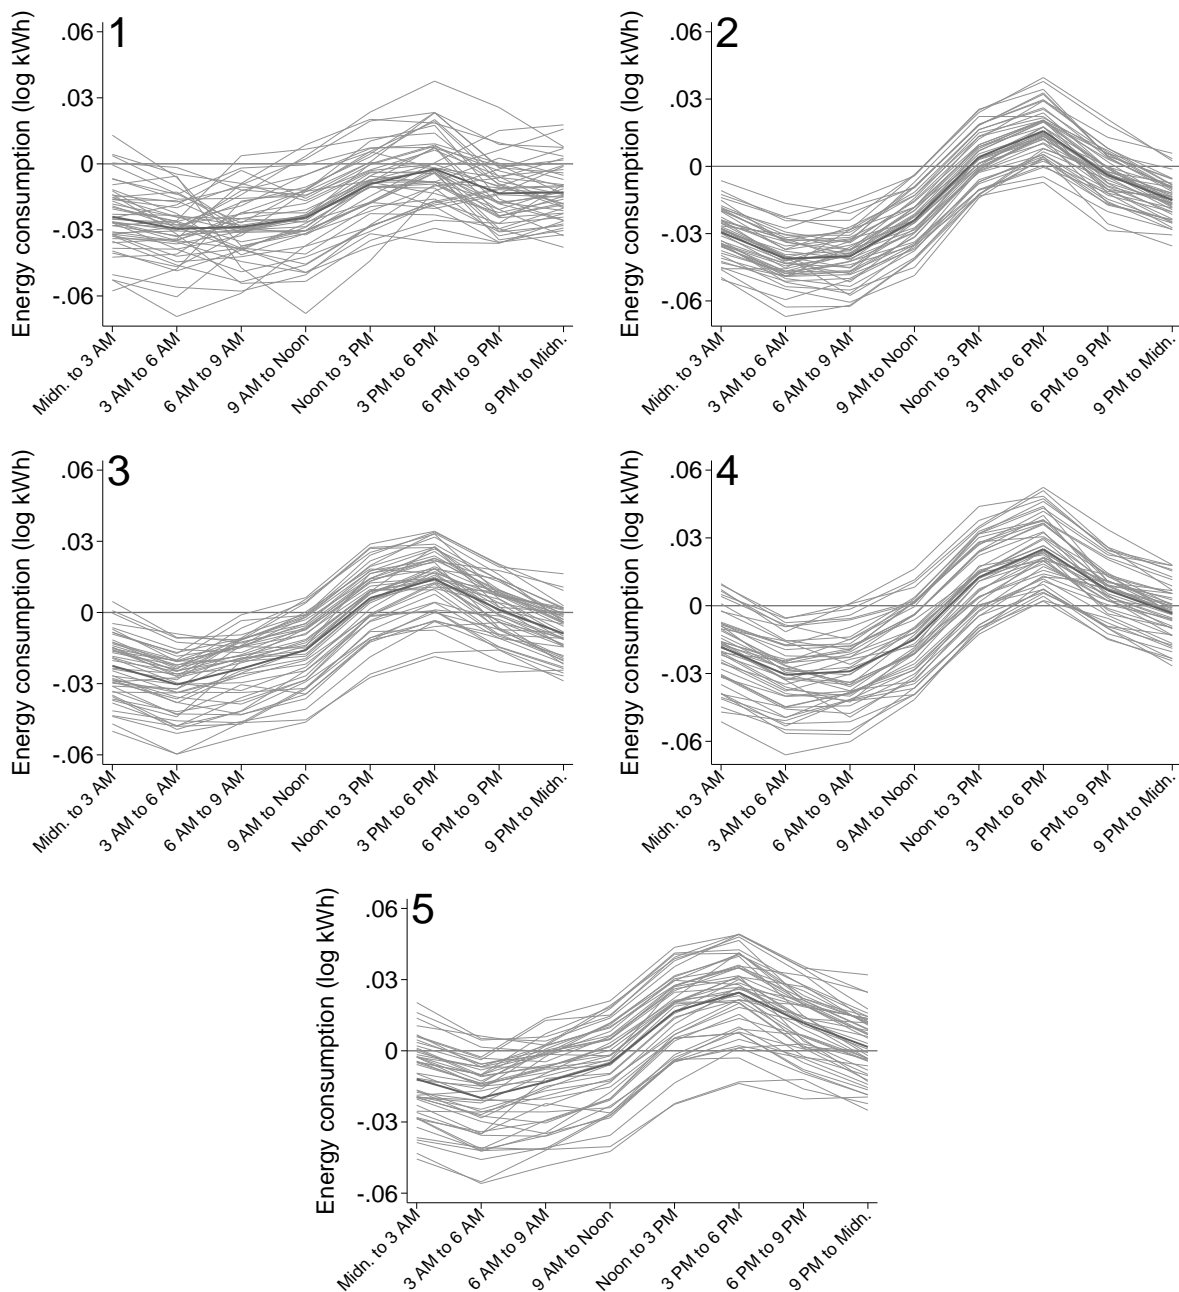 1
Energy consumption (log kWh)
.06
.03
0
-.03
-.06
Midn. to 3 AM
3 AM to 6 AM
6 AM to 9 AM
9 AM to Noon
Noon to 3 PM
3 PM to 6 PM
6 PM to 9 PM
9 PM to Midn.
2
Energy consumption (log kWh)
.06
.03
0
-.03
-.06
Midn. to 3 AM
3 AM to 6 AM
6 AM to 9 AM
9 AM to Noon
Noon to 3 PM
3 PM to 6 PM
6 PM to 9 PM
9 PM to Midn.
3
Energy consumption (log kWh)
.06
.03
0
-.03
-.06
Midn. to 3 AM
3 AM to 6 AM
6 AM to 9 AM
9 AM to Noon
Noon to 3 PM
3 PM to 6 PM
6 PM to 9 PM
9 PM to Midn.
4
Energy consumption (log kWh)
.06
.03
0
-.03
-.06
Midn. to 3 AM
3 AM to 6 AM
6 AM to 9 AM
9 AM to Noon
Noon to 3 PM
3 PM to 6 PM
6 PM to 9 PM
9 PM to Midn.
5
Energy consumption (log kWh)
.06
.03
0
-.03
-.06
Midn. to 3 AM
3 AM to 6 AM
6 AM to 9 AM
9 AM to Noon
Noon to 3 PM
3 PM to 6 PM
6 PM to 9 PM
9 PM to Midn.